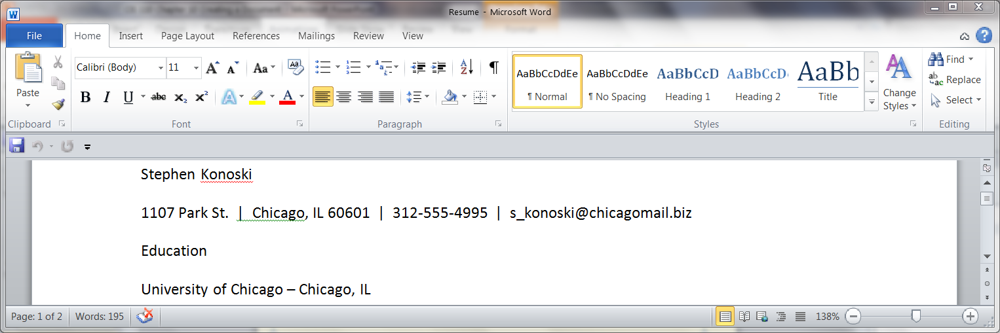 Resume - Microsoft Word
File Home Insert Page Layout References Mailings Review View
Calibri (Body) 11 Aa Aa
AaBbCcDdEe AaBbCcDdEe AaBbCcD AaBbCcD AaBb
Paste
B I U abc x₂ x² A A
¶ Normal ¶ No Spacing Heading 1 Heading 2 Title
Change Styles
Find
Replace
Select
Clipboard Font Paragraph Styles Editing
Stephen Konoski
1107 Park St. | Chicago, IL 60601 | 312-555-4995 | s_konoski@chicagomail.biz
Education
University of Chicago – Chicago, IL
Page: 1 of 2 Words: 195 138%